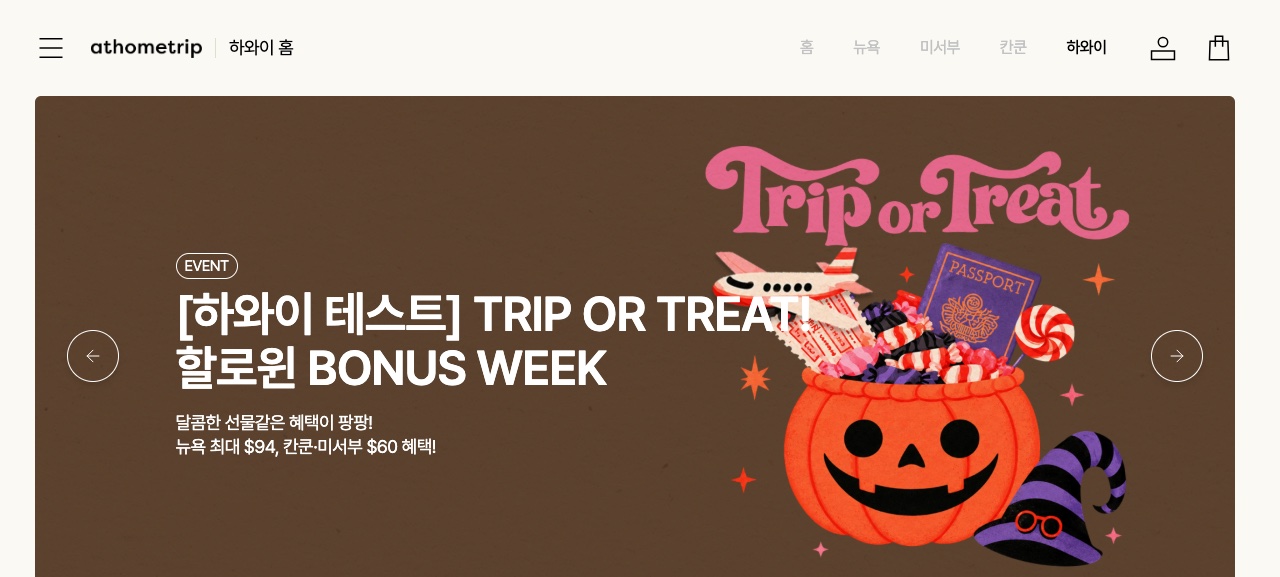 athometrip
하와이 홈
홈 뉴욕 미서부 칸쿤 하와이
Trip or Treat
PASSPORT
EVENT
[하와이 테스트] TRIP OR TREAT!
할로윈 BONUS WEEK
달콤한 선물같은 혜택이 팡팡!
뉴욕 최대 $94, 칸쿤·미서부 $60 혜택!